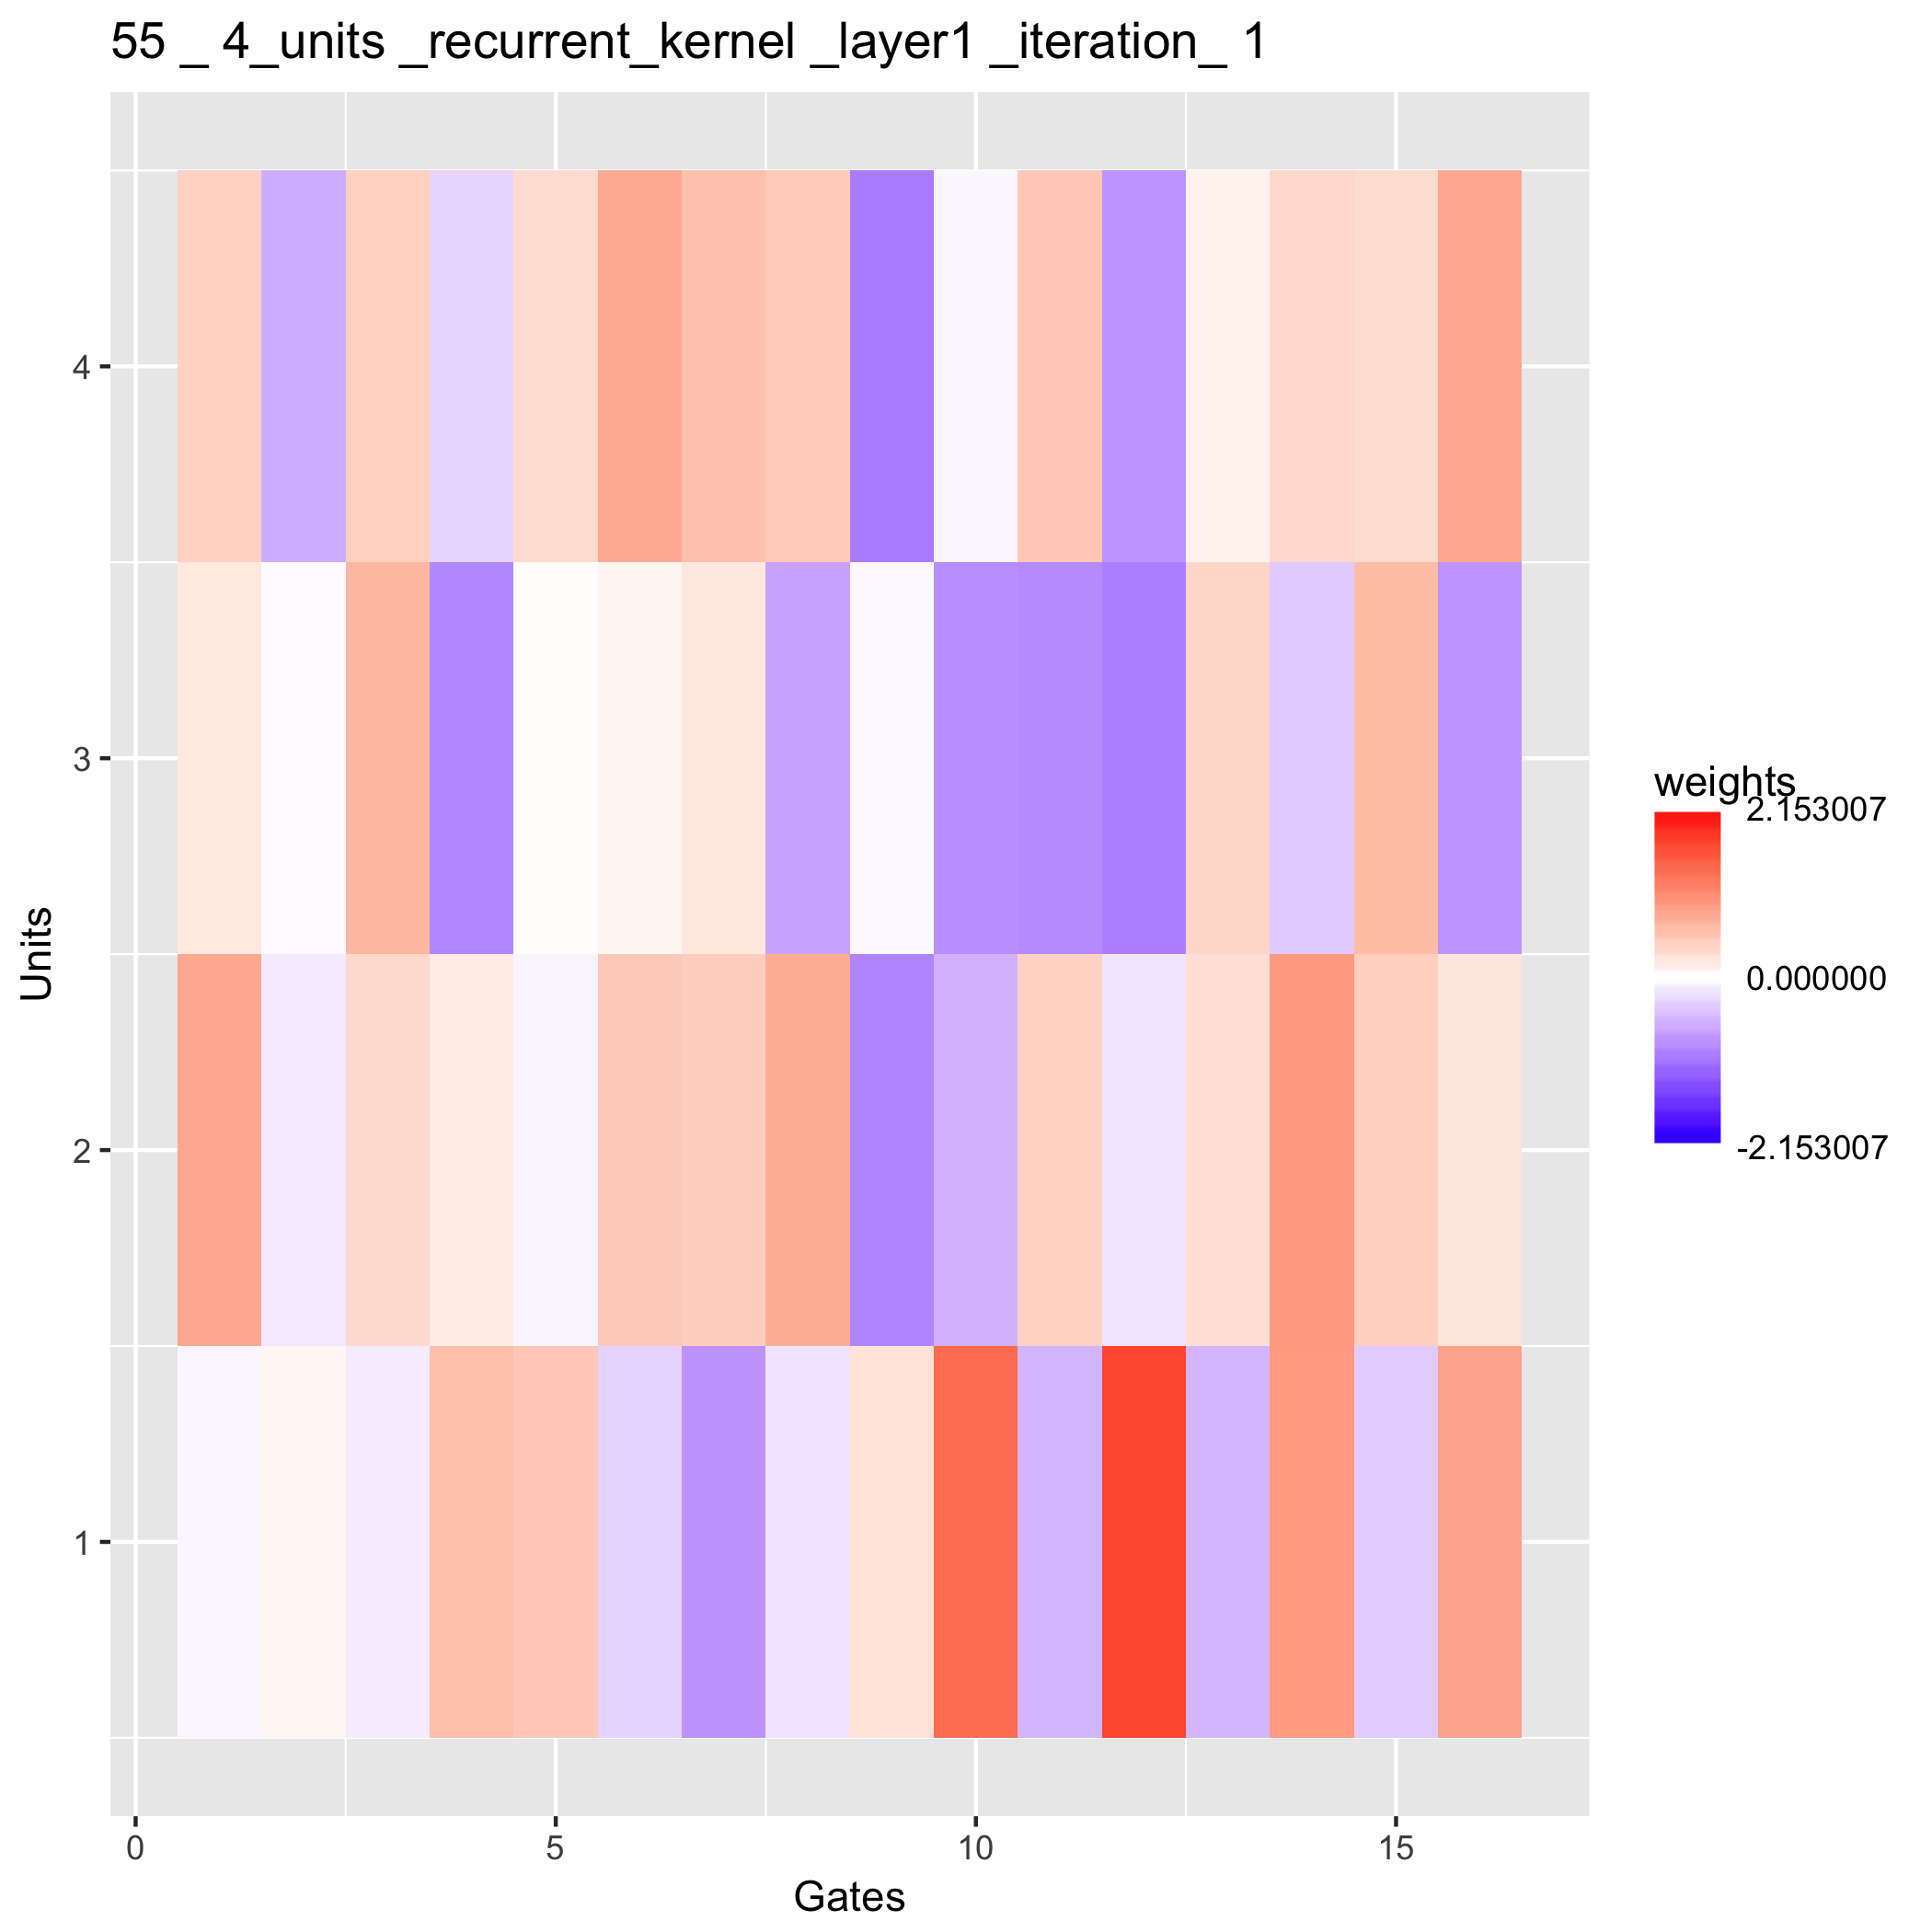 55 _ 4_units _recurrent_kernel _layer1 _iteration_ 1
4
3
2
1
Units
0
5
10
15
Gates
weights
2.153007
0.000000
-2.153007